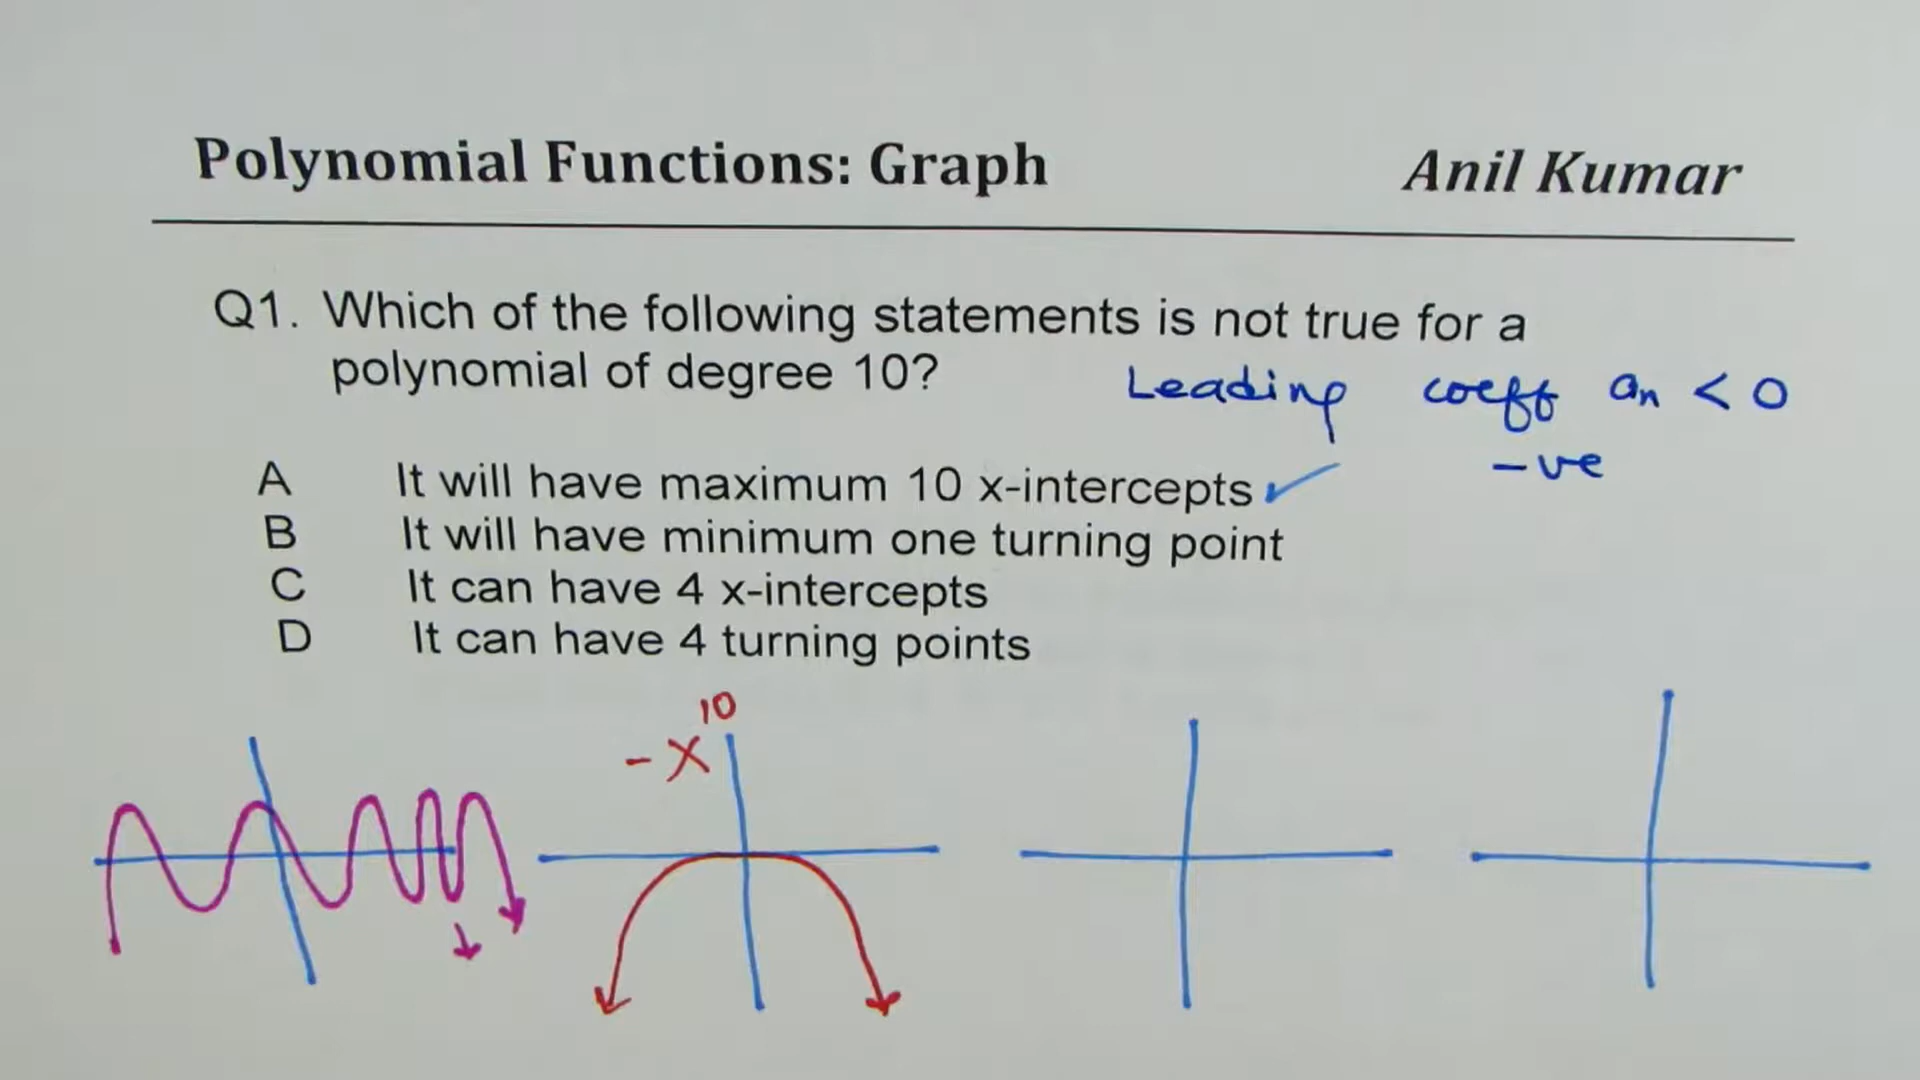 Polynomial Functions: Graph
Anil Kumar
Q1. Which of the following statements is not true for a
polynomial of degree 10?
Leading coeff an < 0
-ve
A It will have maximum 10 x-intercepts ✓
B It will have minimum one turning point
C It can have 4 x-intercepts
D It can have 4 turning points
-x¹⁰